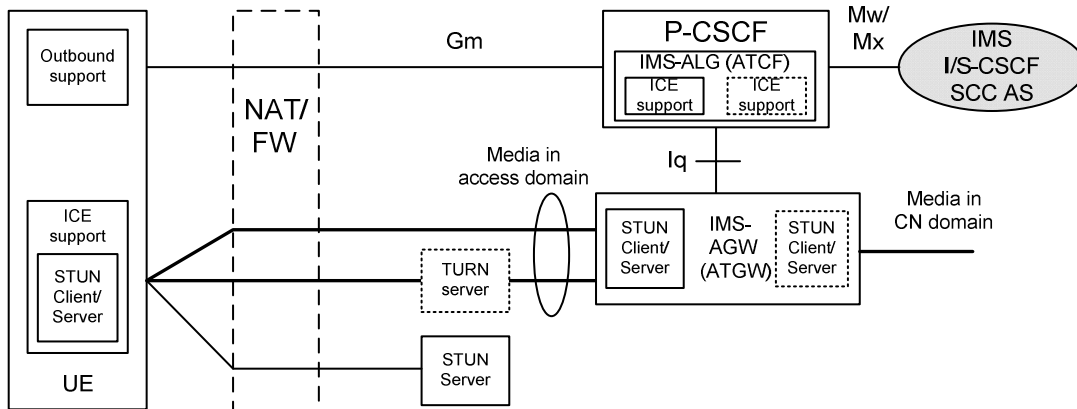 Outbound
support
ICE
support
STUN
Client/
Server
UE
NAT/
FW
Gm
P-CSCF
IMS-ALG (ATCF)
ICE
support
ICE
support
Mw/
Mx
IMS
I/S-CSCF
SCC AS
Iq
Media in
access domain
TURN
server
STUN
Server
STUN
Client/
Server
IMS-
AGW
(ATGW)
STUN
Client/
Server
Media in
CN domain